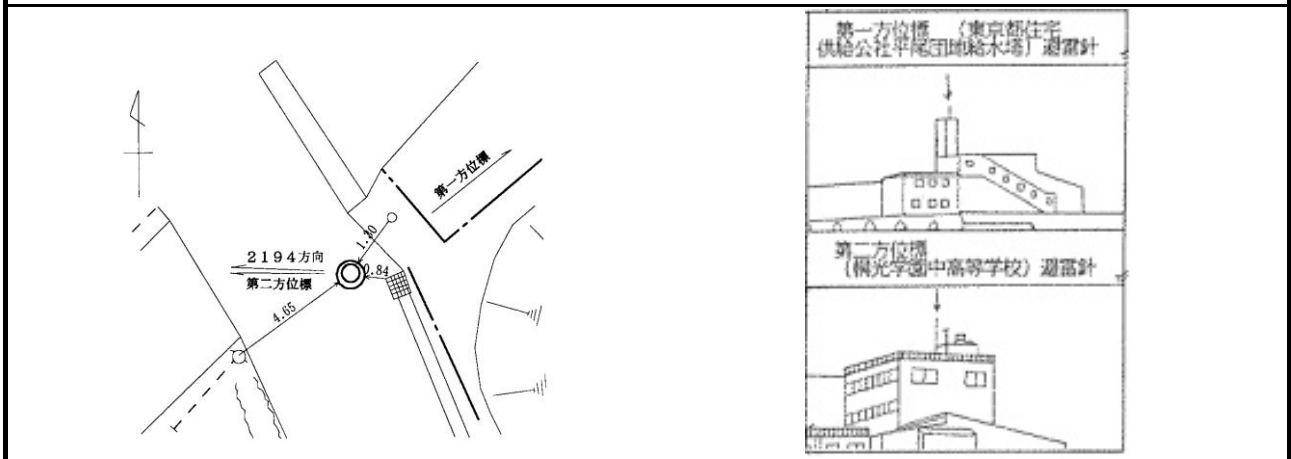 第一方位標
1.30
2194方向
第二方位標
0.84
4.65
第一方位標 (東京都住宅
供給公社平尾団地給水塔) 避雷針
第二方位標
(桐光学園中高等学校) 避雷針